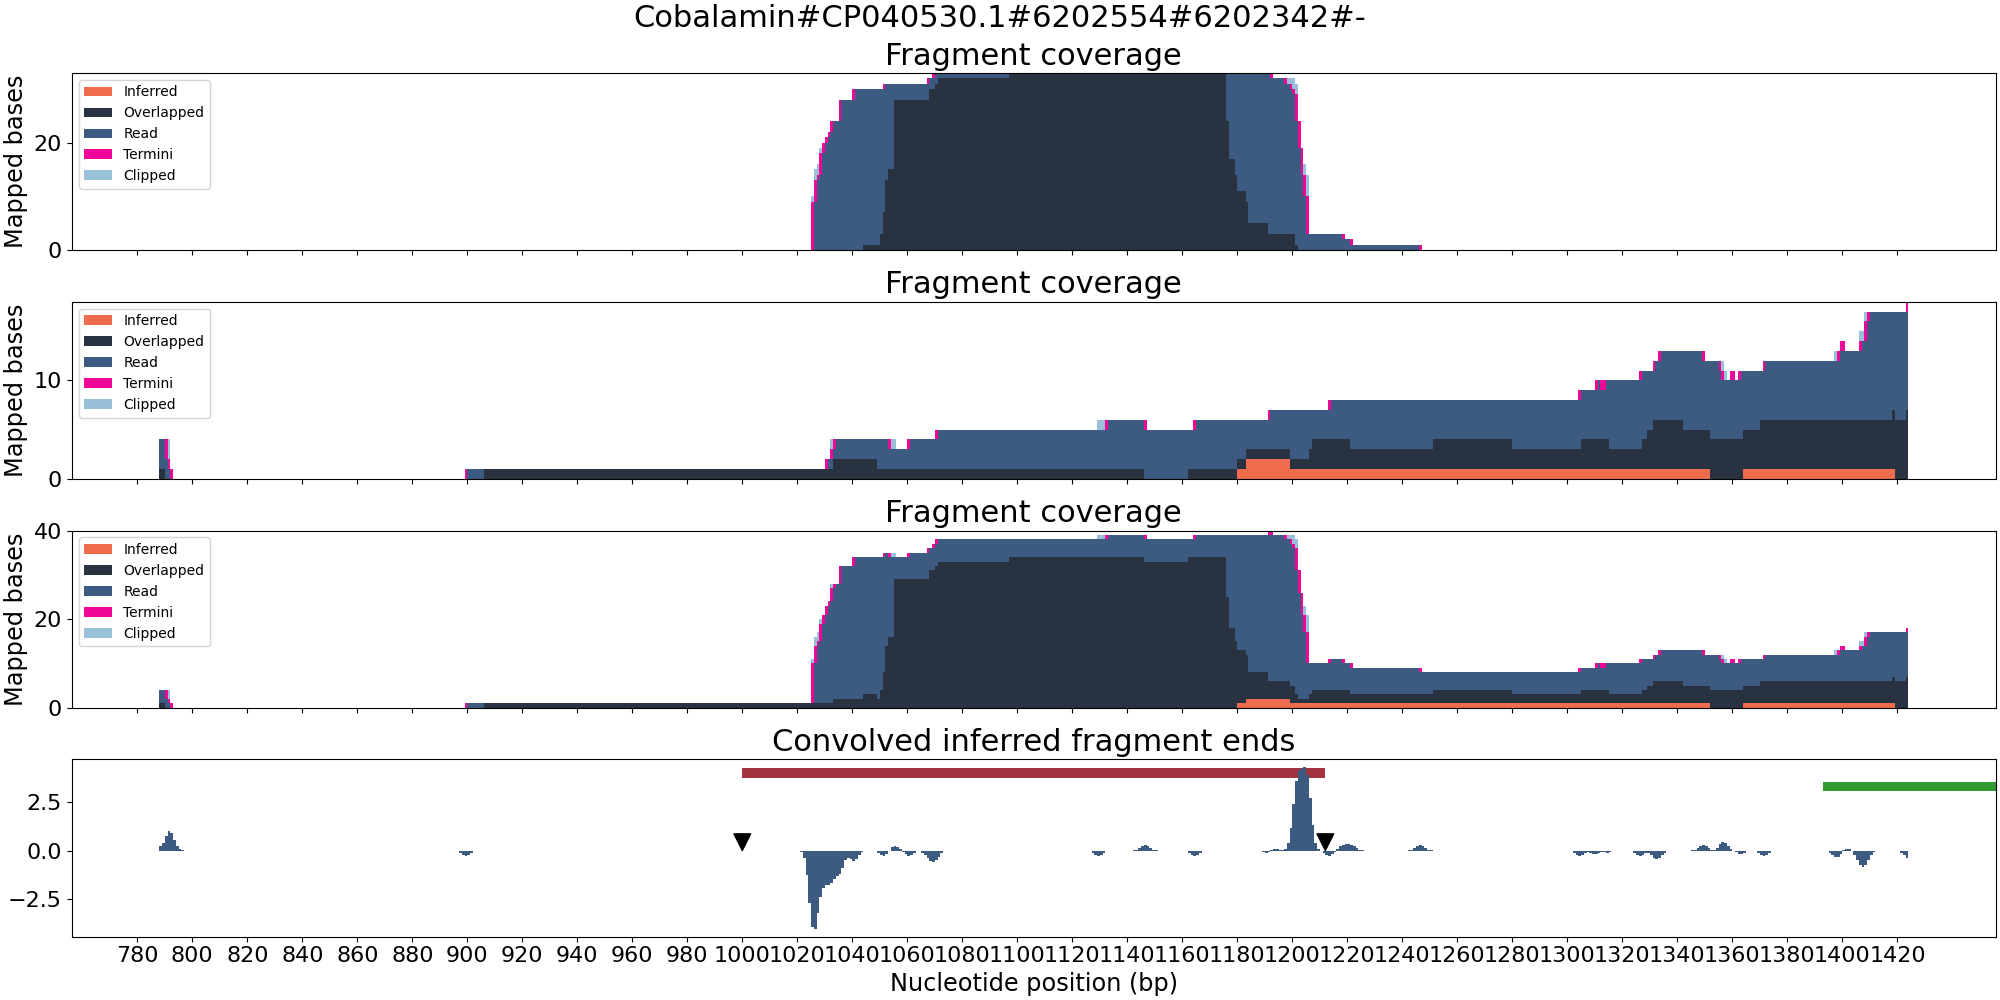 Cobalamin#CP040530.1#6202554#6202342#-
Fragment coverage
Mapped bases
20
0
Inferred
Overlapped
Read
Termini
Clipped
Fragment coverage
Mapped bases
10
0
Inferred
Overlapped
Read
Termini
Clipped
Fragment coverage
Mapped bases
40
20
0
Inferred
Overlapped
Read
Termini
Clipped
Convolved inferred fragment ends
2.5
0.0
−2.5
780 800 820 840 860 880 900 920 940 960 980 1000 1020 1040 1060 1080 1100 1120 1140 1160 1180 1200 1220 1240 1260 1280 1300 1320 1340 1360 1380 1400 1420
Nucleotide position (bp)